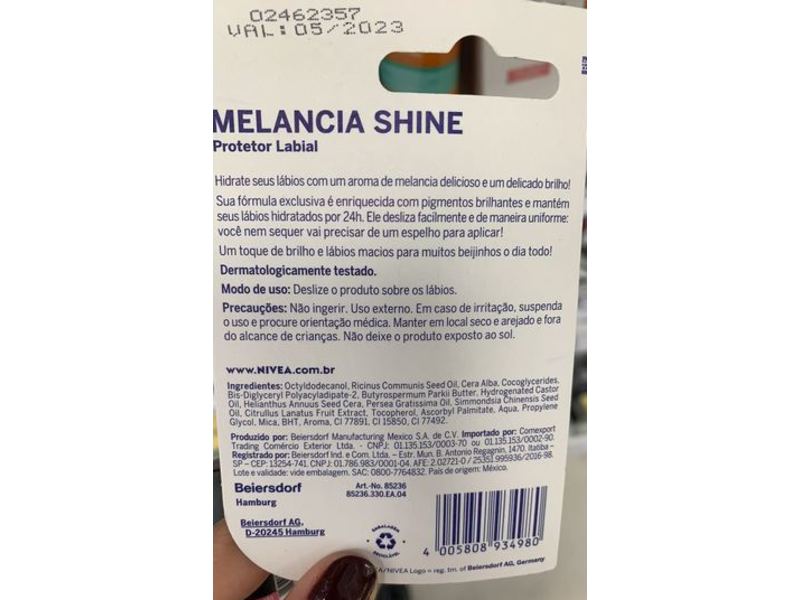 02462357
VAL:05/2023
MELANCIA SHINE
Protetor Labial
Hidrate seus lábios com um aroma de melancia delicioso e um delicado brilho!
Sua fórmula exclusiva é enriquecida com pigmentos brilhantes e mantém
seus lábios hidratados por 24h. Ele desliza facilmente e de maneira uniforme:
você nem sequer vai precisar de um espelho para aplicar!
Um toque de brilho e lábios macios para muitos beijinhos o dia todo!
Dermatologicamente testado.
Modo de uso: Deslize o produto sobre os lábios.
Precauções: Não ingerir. Uso externo. Em caso de irritação, suspenda
o uso e procure orientação médica. Manter em local seco e arejado e fora
do alcance de crianças. Não deixe o produto exposto ao sol.
www.NIVEA.com.br
Ingredientes: Octyldodecanol, Ricinus Communis Seed Oil, Cera Alba, Cocoglycerides,
Bis-Diglyceryl Polyacyladipate-2, Butyrospermum Parkii Butter, Hydrogenated Castor
Oil, Helianthus Annuus Seed Cera, Persea Gratissima Oil, Simmondsia Chinensis Seed
Oil, Citrullus Lanatus Fruit Extract, Tocopherol, Ascorbyl Palmitate, Aqua, Propylene
Glycol, Mica, BHT, Aroma, CI 77891, CI 15850, CI 77492.
Produzido por: Beiersdorf Manufacturing Mexico S.A. de C.V. Importado por: Comexport
Trading Comércio Exterior Ltda. - CNPJ: 01.135.153/0003-70 ou 01.135.153/0002-90.
Registrado por: Beiersdorf Ind. e Com. Ltda. – Estr. Mun. B. Antonio Regagnin, 1470. Itatiba –
SP – CEP: 13254-741. CNPJ: 01.786.983/0001-04. AFE: 2.02721-0 / 25351.995936/2016-98.
Lote e validade: vide embalagem. SAC: 0800-7764832. País de origem: México.
Beiersdorf
Hamburg
Art.-No. 85236
85236.330.EA.04
Beiersdorf AG,
D-20245 Hamburg
EMBALAGEM
RECICLÁVEL
4 005808 934980
A/NIVEA Logo = reg. tm. of Beiersdorf AG, Germany